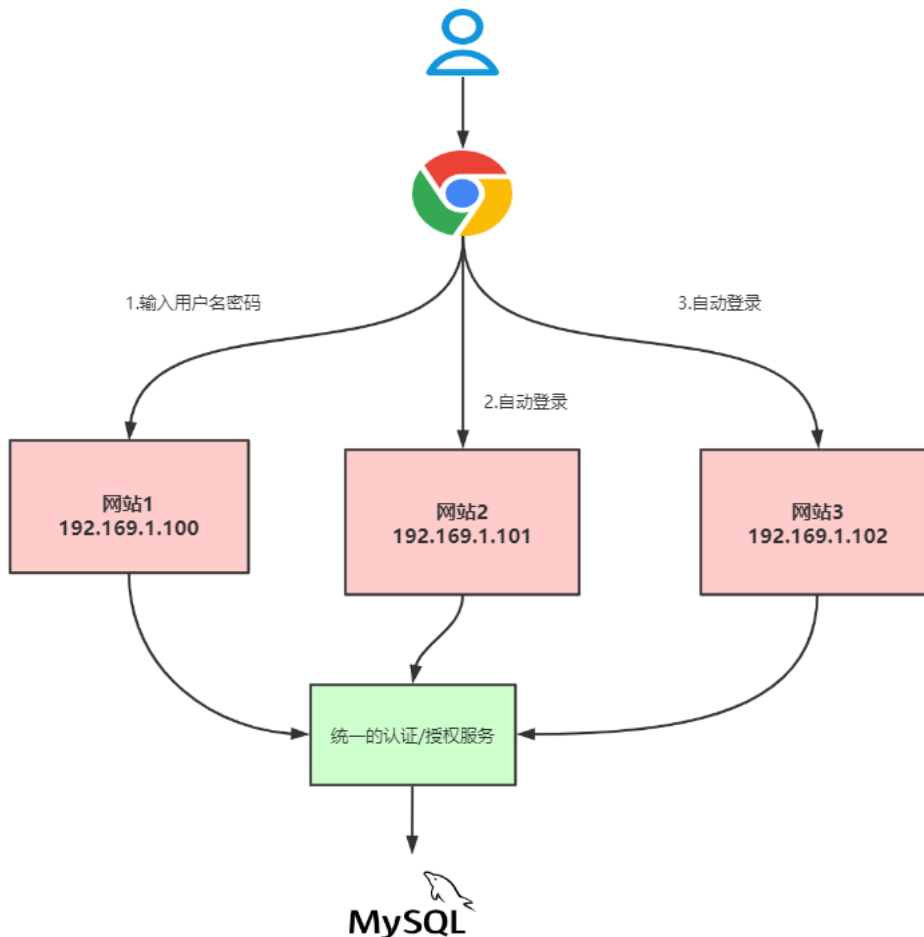 1.输入用户名密码
3.自动登录
2.自动登录
网站1
192.169.1.100
网站2
192.169.1.101
网站3
192.169.1.102
统一的认证/授权服务
MySQL